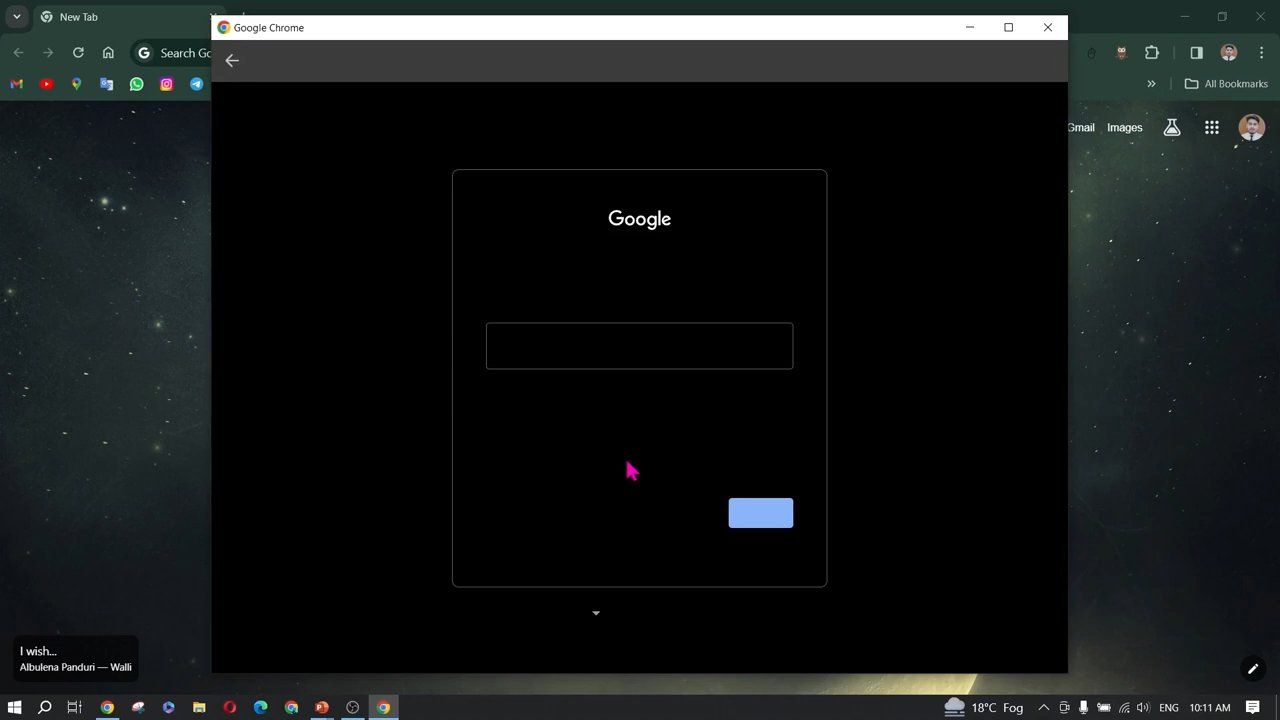 New Tab
Google Chrome
Search Go
All Bookmarks
Gmail
Images
Google
I wish...
Albulena Panduri — Walli
18°C Fog
ENG
10:11 AM